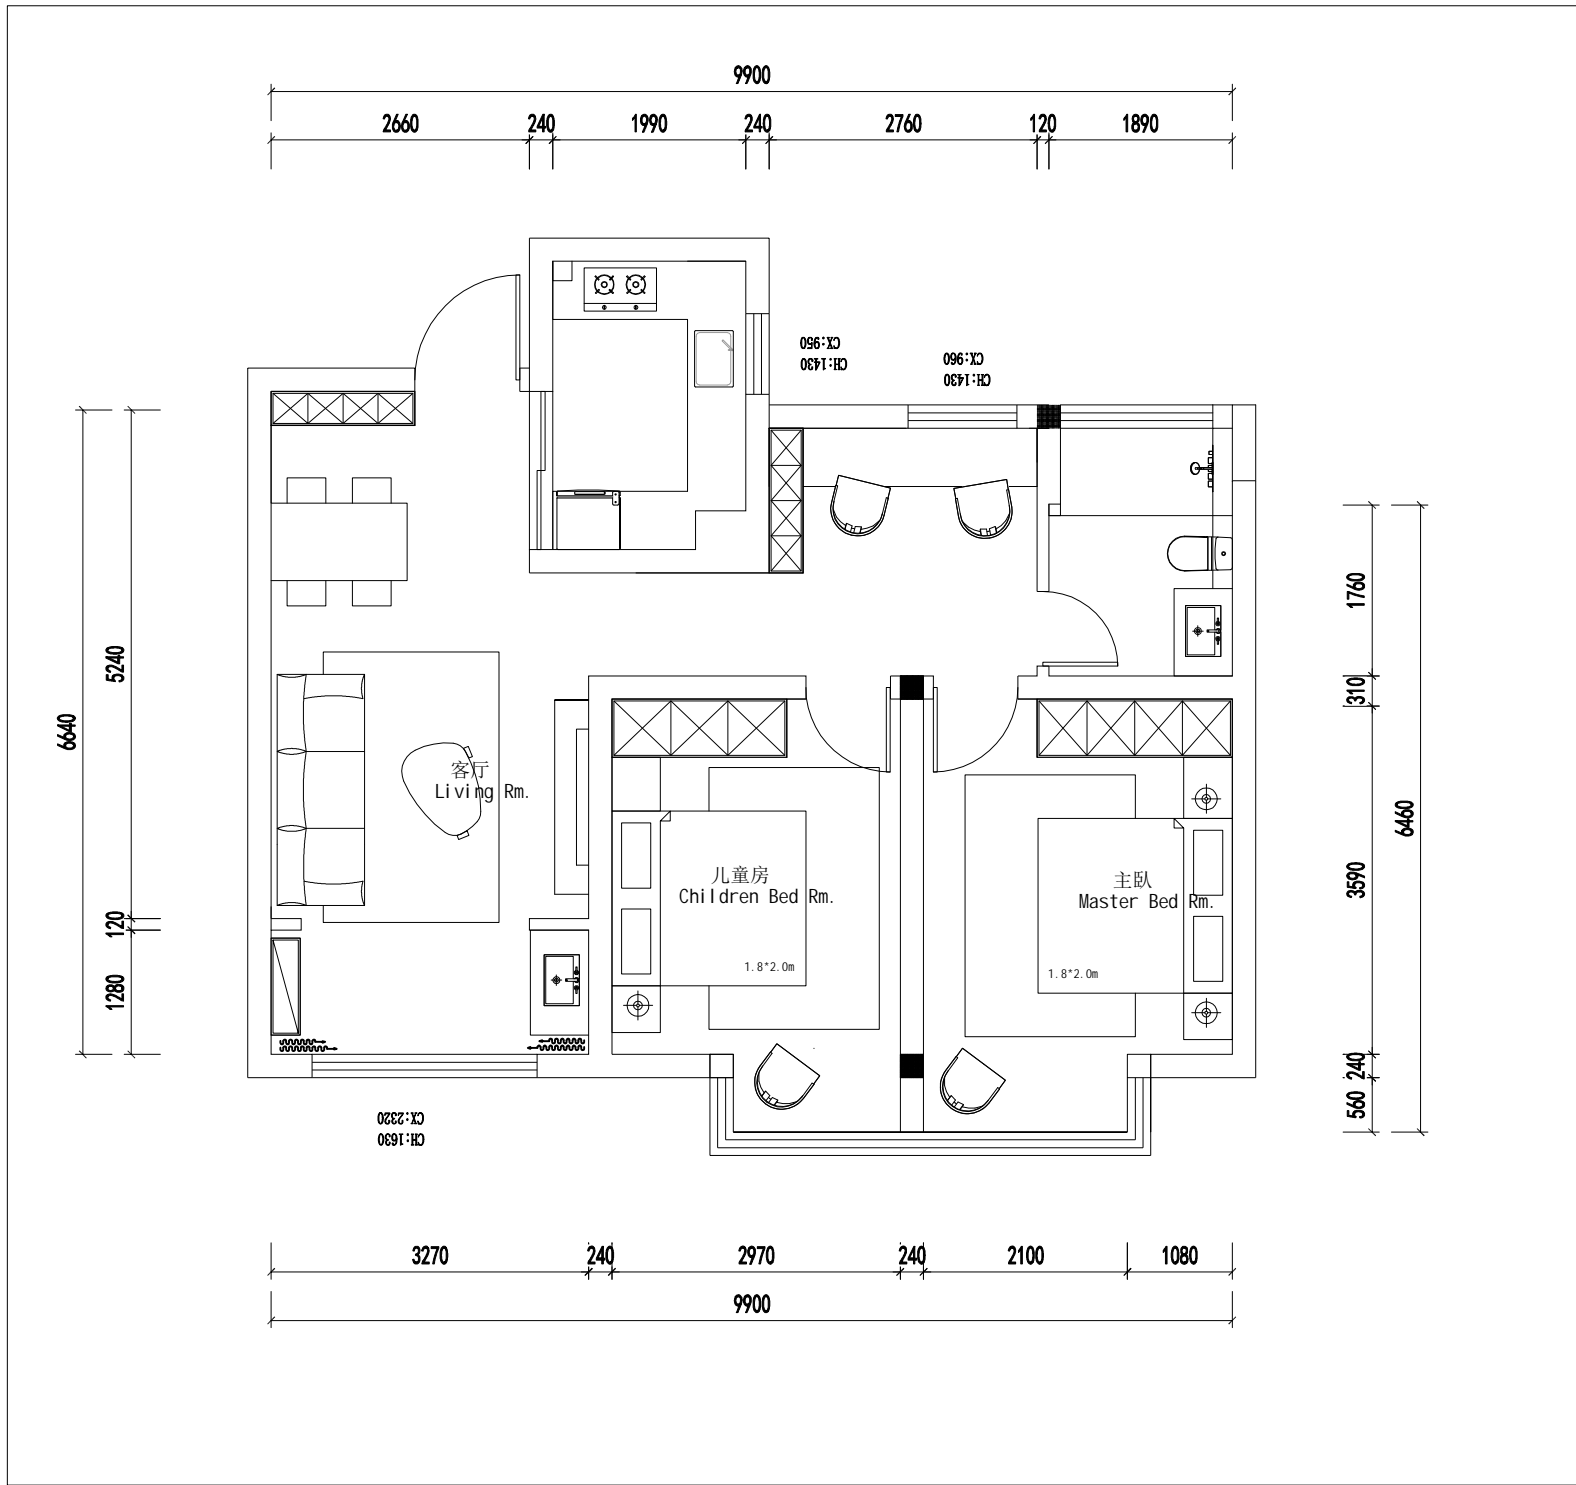 9900
2660 240 1990 240 2760 120 1890
CX:950
CH:1430
CX:960
CH:1430
6640
5240
120
1280
1760
310
3590
240
560
6460
客厅
Living Rm.
儿童房
Children Bed Rm.
1.8*2.0m
主卧
Master Bed Rm.
1.8*2.0m
CX:2320
CH:1630
3270 240 2970 240 2100 1080
9900